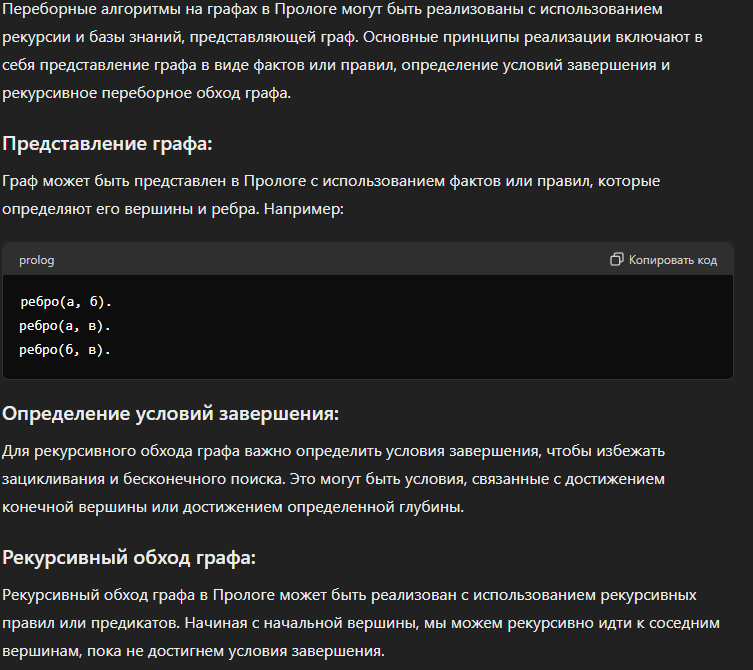 Переборные алгоритмы на графах в Прологе могут быть реализованы с использованием
рекурсии и базы знаний, представляющей граф. Основные принципы реализации включают в
себя представление графа в виде фактов или правил, определение условий завершения и
рекурсивное переборное обход графа.
Представление графа:
Граф может быть представлен в Прологе с использованием фактов или правил, которые
определяют его вершины и ребра. Например:
prolog
Копировать код
ребро(а, б).
ребро(а, в).
ребро(б, в).
Определение условий завершения:
Для рекурсивного обхода графа важно определить условия завершения, чтобы избежать
зацикливания и бесконечного поиска. Это могут быть условия, связанные с достижением
конечной вершины или достижением определенной глубины.
Рекурсивный обход графа:
Рекурсивный обход графа в Прологе может быть реализован с использованием рекурсивных
правил или предикатов. Начиная с начальной вершины, мы можем рекурсивно идти к соседним
вершинам, пока не достигнем условия завершения.